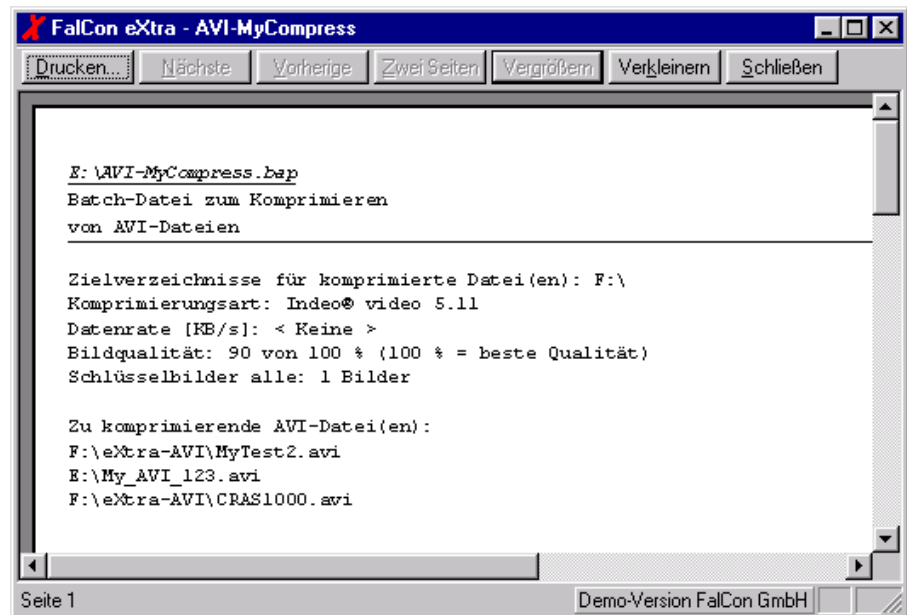 FalCon eXtra - AVI-MyCompress
Drucken... Nächste Vorherige Zwei Seiten Vergrößern Verkleinern Schließen
E:\AVI-MyCompress.bap
Batch-Datei zum Komprimieren
von AVI-Dateien
Zielverzeichnisse für komprimierte Datei(en): F:\
Komprimierungsart: Indeo® video 5.11
Datenrate [KB/s]: < Keine >
Bildqualität: 90 von 100 % (100 % = beste Qualität)
Schlüsselbilder alle: 1 Bilder
Zu komprimierende AVI-Datei(en):
F:\eXtra-AVI\MyTest2.avi
E:\My_AVI_123.avi
F:\eXtra-AVI\CRAS1000.avi
Seite 1 Demo-Version FalCon GmbH